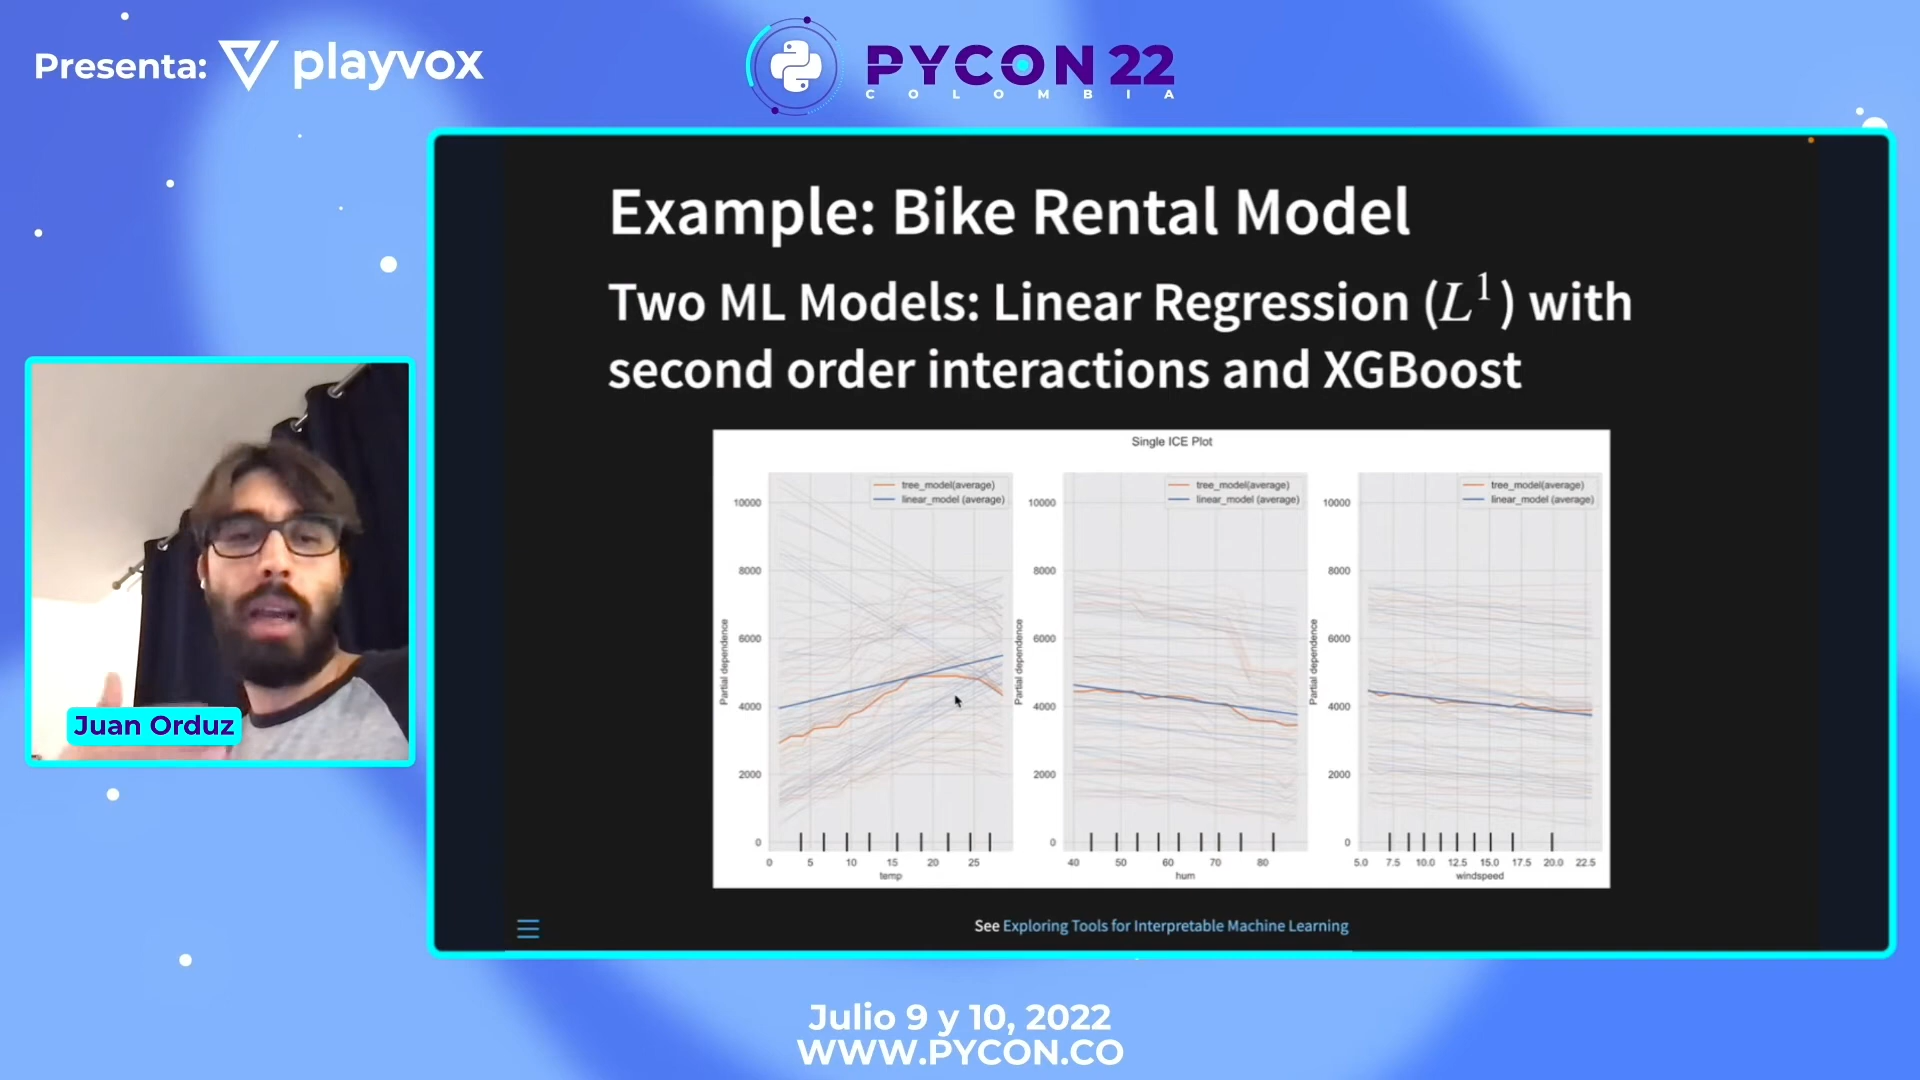 Presenta: playvox
PYCON 22
COLOMBIA
Example: Bike Rental Model
Two ML Models: Linear Regression (L¹) with
second order interactions and XGBoost
Single ICE Plot
tree_model(average)
linear_model (average)
10000
8000
6000
4000
2000
0
Partial dependence
0 5 10 15 20 25
temp
tree_model(average)
linear_model (average)
10000
8000
6000
4000
2000
0
Partial dependence
40 50 60 70 80
hum
tree_model(average)
linear_model (average)
10000
8000
6000
4000
2000
0
Partial dependence
5.0 7.5 10.0 12.5 15.0 17.5 20.0 22.5
windspeed
See Exploring Tools for Interpretable Machine Learning
Juan Orduz
Julio 9 y 10, 2022
WWW.PYCON.CO